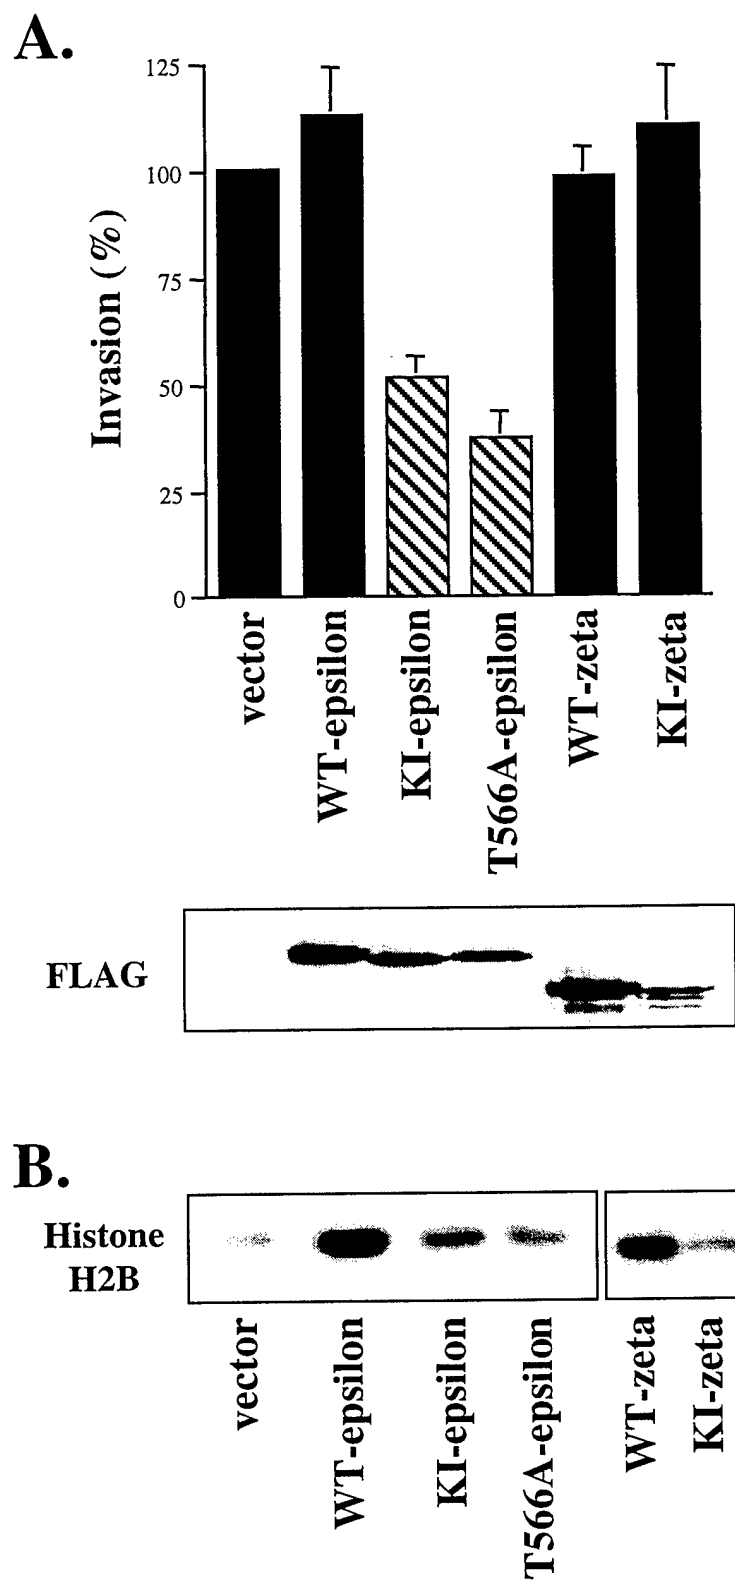 A.
125
100
75
50
25
0
Invasion (%)
vector
WT-epsilon
KI-epsilon
T566A-epsilon
WT-zeta
KI-zeta
FLAG
B.
Histone
H2B
vector
WT-epsilon
KI-epsilon
T566A-epsilon
WT-zeta
KI-zeta